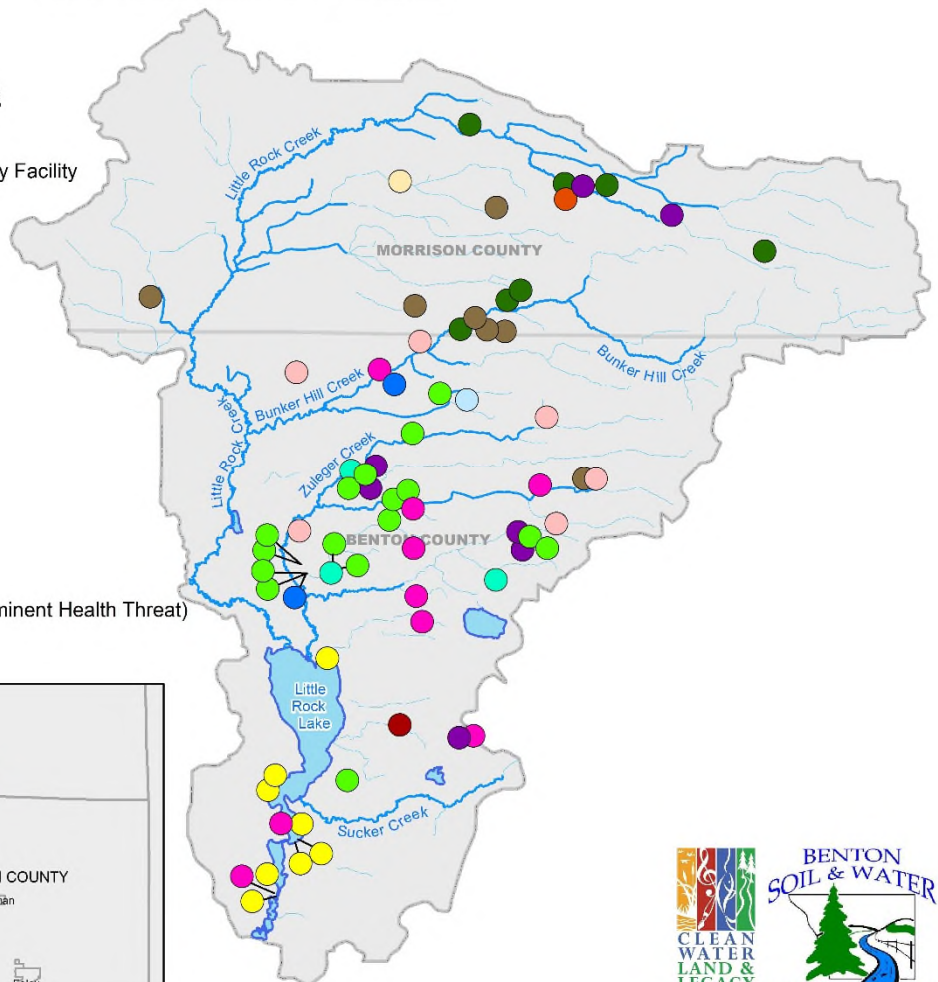 y Facility
Little Rock Creek
MORRISON COUNTY
Bunker Hill Creek
Bunker Hill Creek
Little Rock Creek
Zuleger Creek
BENTON COUNTY
minent Health Threat)
Little
Rock
Lake
Sucker Creek
COUNTY
CLEAN
WATER
LAND &
LEGACY
BENTON
SOIL & WATER